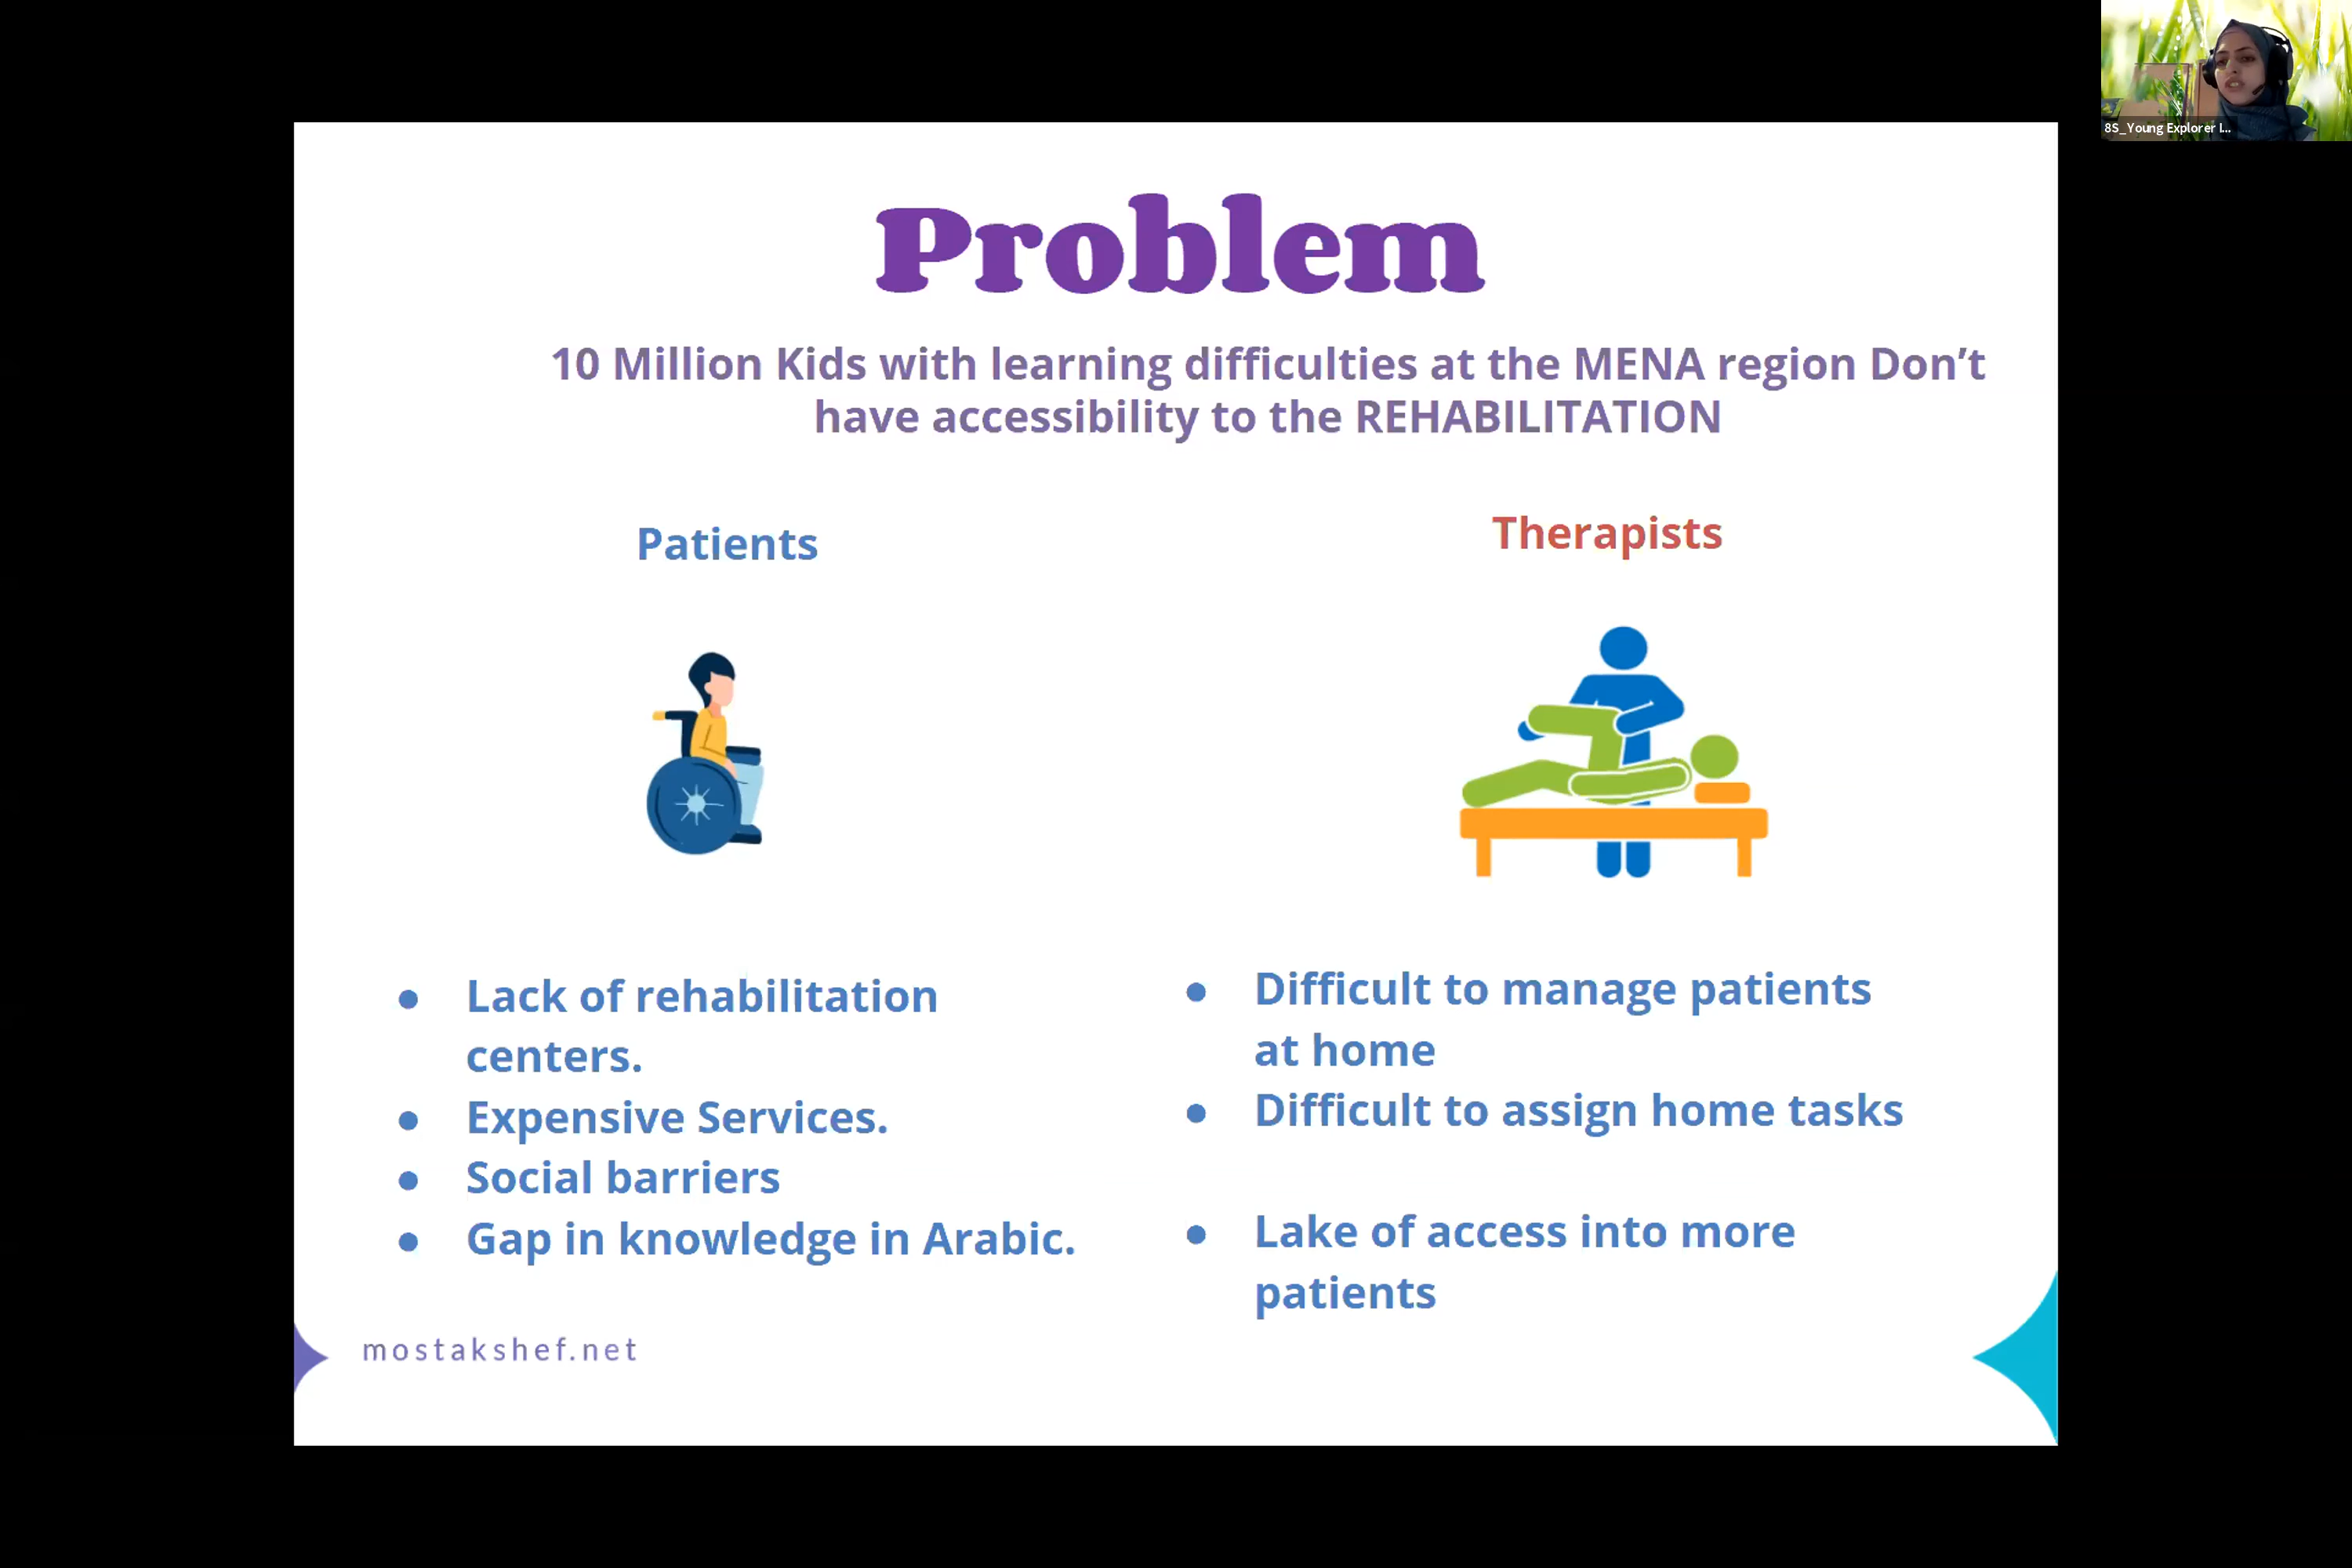 8S_Young Explorer I...
Problem
10 Million Kids with learning difficulties at the MENA region Don't
have accessibility to the REHABILITATION
Patients
Lack of rehabilitation
centers.
Expensive Services.
Social barriers
Gap in knowledge in Arabic.
Therapists
Difficult to manage patients
at home
Difficult to assign home tasks
Lake of access into more
patients
mostakshef.net